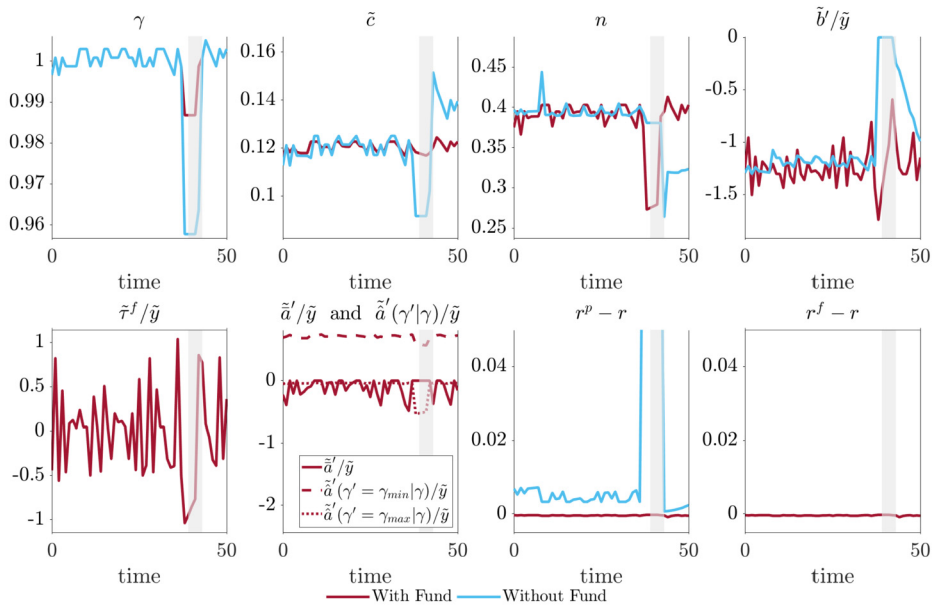 γ
1
0.99
0.98
0.97
0.96
0 50
time
c̃
0.16
0.14
0.12
0.1
0 50
time
n
0.45
0.4
0.35
0.3
0.25
0 50
time
b̃′/ỹ
0
-0.5
-1
-1.5
0 50
time
τ̃ᶠ/ỹ
1
0.5
0
-0.5
-1
0 50
time
ã̄′/ỹ and ã̂′(γ′|γ)/ỹ
0
-1
-2
ã̄′/ỹ
ã̂′(γ′ = γmin|γ)/ỹ
ã̂′(γ′ = γmax|γ)/ỹ
0 50
time
rᵖ − r
0.04
0.02
0
0 50
time
rᶠ − r
0.04
0.02
0
0 50
time
With Fund Without Fund